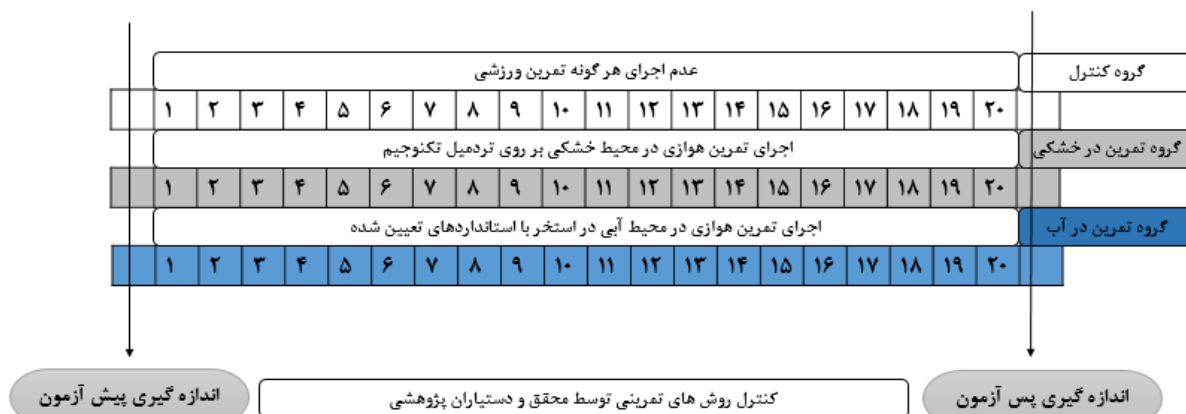 گروه کنترل
عدم اجرای هر گونه تمرین ورزشی
۱ ۲ ۳ ۴ ۵ ۶ ۷ ۸ ۹ ۱۰ ۱۱ ۱۲ ۱۳ ۱۴ ۱۵ ۱۶ ۱۷ ۱۸ ۱۹ ۲۰
گروه تمرین در خشکی
اجرای تمرین هوازی در محیط خشکی بر روی تردمیل تکنوجیم
۱ ۲ ۳ ۴ ۵ ۶ ۷ ۸ ۹ ۱۰ ۱۱ ۱۲ ۱۳ ۱۴ ۱۵ ۱۶ ۱۷ ۱۸ ۱۹ ۲۰
گروه تمرین در آب
اجرای تمرین هوازی در محیط آبی در استخر با استانداردهای تعیین شده
۱ ۲ ۳ ۴ ۵ ۶ ۷ ۸ ۹ ۱۰ ۱۱ ۱۲ ۱۳ ۱۴ ۱۵ ۱۶ ۱۷ ۱۸ ۱۹ ۲۰
اندازه گیری پس آزمون
کنترل روش های تمرینی توسط محقق و دستیاران پژوهشی
اندازه گیری پیش آزمون